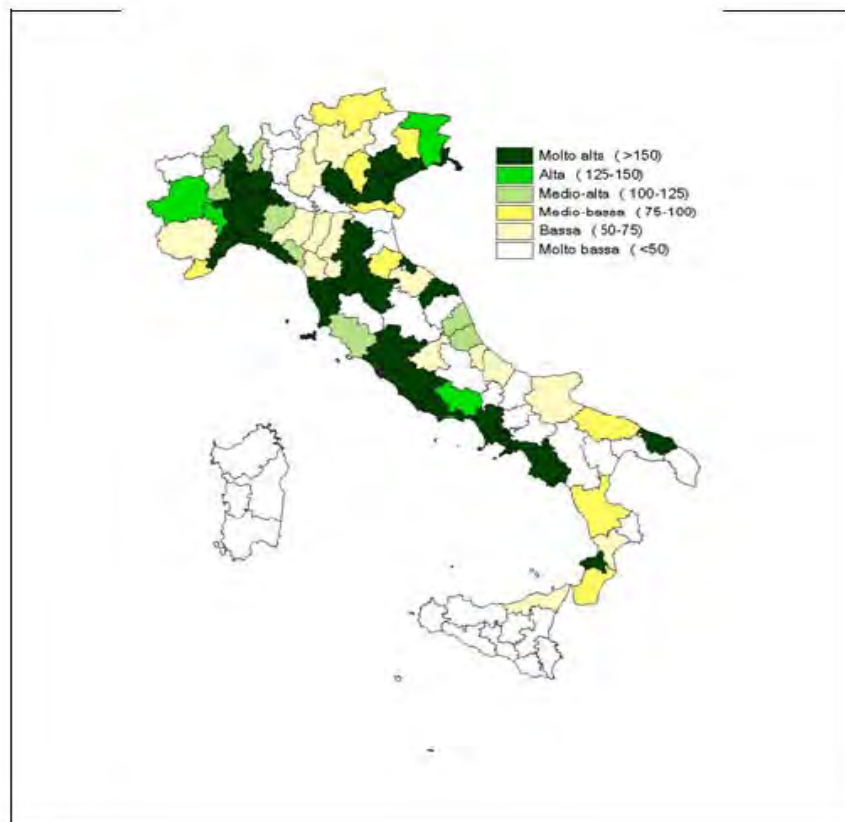 Molto alta (>150)
Alta (125-150)
Medio-alta (100-125)
Medio-bassa (75-100)
Bassa (50-75)
Molto bassa (<50)